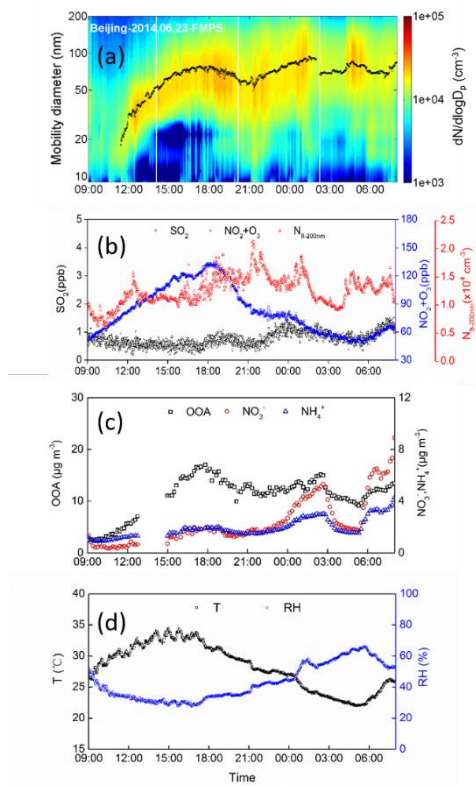 Beijing-2014.06.23-FMPS
(a)
Mobility diameter (nm)
200
100
50
20
10
09:00 12:00 15:00 18:00 21:00 00:00 03:00 06:00
1e+05
1e+04
1e+03
dN/dlogDp (cm-3)
(b)
SO2 NO2+O3 N8-200nm
SO2(ppb)
5
4
3
2
1
0
09:00 12:00 15:00 18:00 21:00 00:00 03:00 06:00
180
150
120
90
60
30
NO2+O3(ppb)
2.5
2.0
1.5
1.0
0.5
0.0
N8-200nm(x10⁴ cm-3)
(c)
OOA NO3- NH4+
OOA (µg m-3)
30
20
10
0
09:00 12:00 15:00 18:00 21:00 00:00 03:00 06:00
12
9
6
3
0
NO3-,NH4+(µg m-3)
(d)
T RH
T (℃)
40
35
30
25
20
15
09:00 12:00 15:00 18:00 21:00 00:00 03:00 06:00
100
80
60
40
20
0
RH (%)
Time